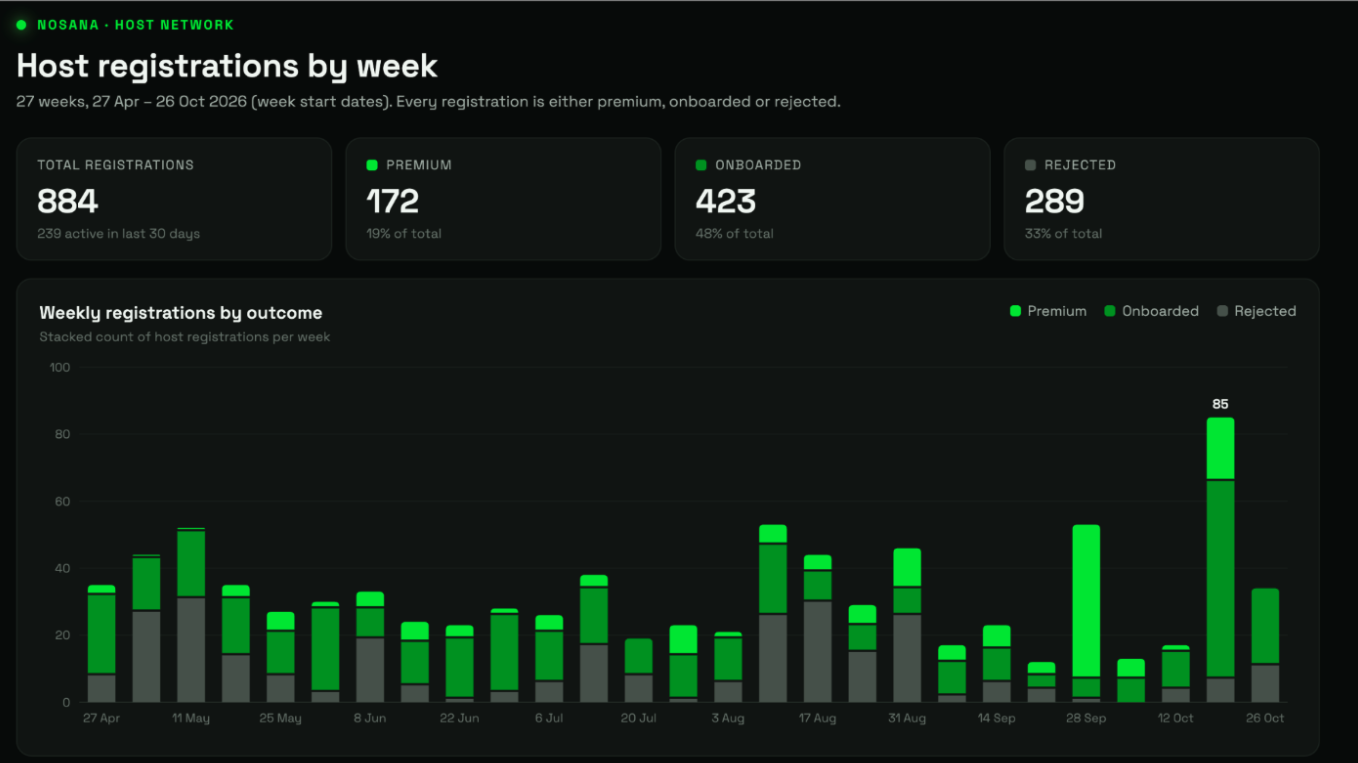 NOSANA · HOST NETWORK
Host registrations by week
27 weeks, 27 Apr – 26 Oct 2026 (week start dates). Every registration is either premium, onboarded or rejected.
TOTAL REGISTRATIONS
884
239 active in last 30 days
PREMIUM
172
19% of total
ONBOARDED
423
48% of total
REJECTED
289
33% of total
Weekly registrations by outcome
Stacked count of host registrations per week
Premium Onboarded Rejected
100
80
60
40
20
0
85
27 Apr 11 May 25 May 8 Jun 22 Jun 6 Jul 20 Jul 3 Aug 17 Aug 31 Aug 14 Sep 28 Sep 12 Oct 26 Oct